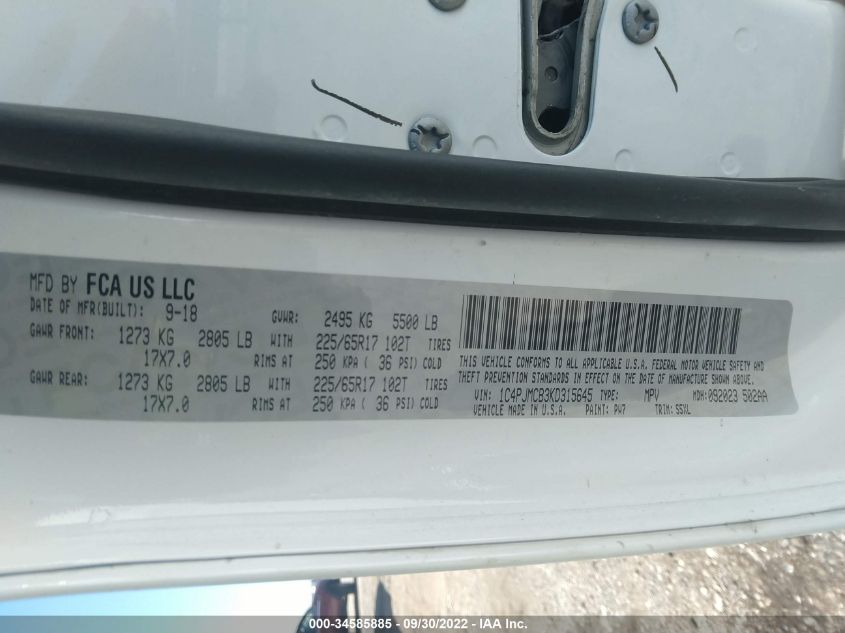 MFD BY FCA US LLC
DATE OF MFR(BUILT): 9-18 GVWR: 2495 KG 5500 LB
GAWR FRONT: 1273 KG 2805 LB WITH 225/65R17 102T TIRES
17X7.0 RIMS AT 250 KPA ( 36 PSI) COLD
GAWR REAR: 1273 KG 2805 LB WITH 225/65R17 102T TIRES
17X7.0 RIMS AT 250 KPA ( 36 PSI) COLD
THIS VEHICLE CONFORMS TO ALL APPLICABLE U.S.A. FEDERAL MOTOR VEHICLE SAFETY AND
THEFT PREVENTION STANDARDS IN EFFECT ON THE DATE OF MANUFACTURE SHOWN ABOVE.
VIN: 1C4PJMCB3KD315645 TYPE: MPV MDH:092023 502AA
VEHICLE MADE IN U.S.A. PAINT: PW7 TRIM: S5XL
000-34585885 - 09/30/2022 - IAA Inc.